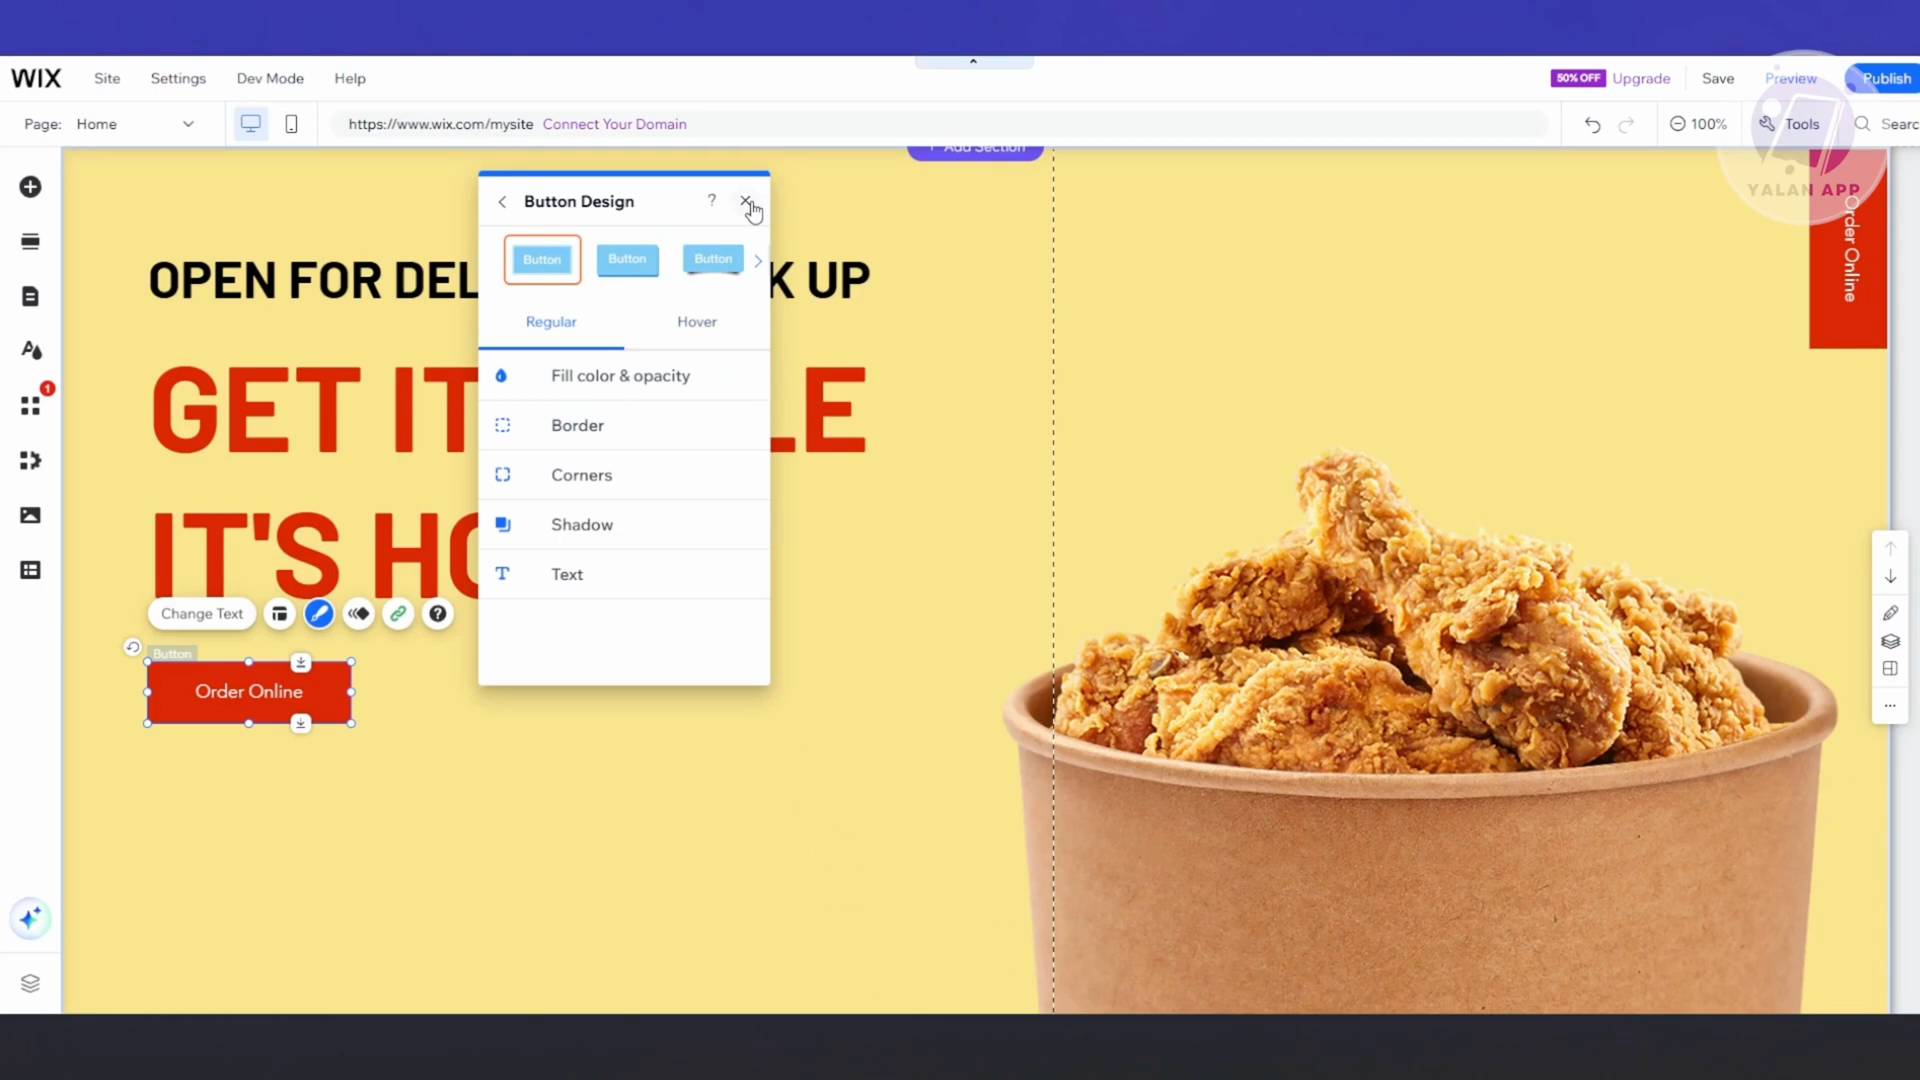 WIX Site Settings Dev Mode Help 50% OFF Upgrade Save Preview Publish
Page: Home https://www.wix.com/mysite Connect Your Domain 100% Tools Searc
Add Section
YALAN APP
Button Design ?
Button Button Button
Regular Hover
Fill color & opacity
Border
Corners
Shadow
Text
OPEN FOR DEL K UP
GET IT LE
IT'S HO
Change Text ?
Button
Order Online
Order Online
1